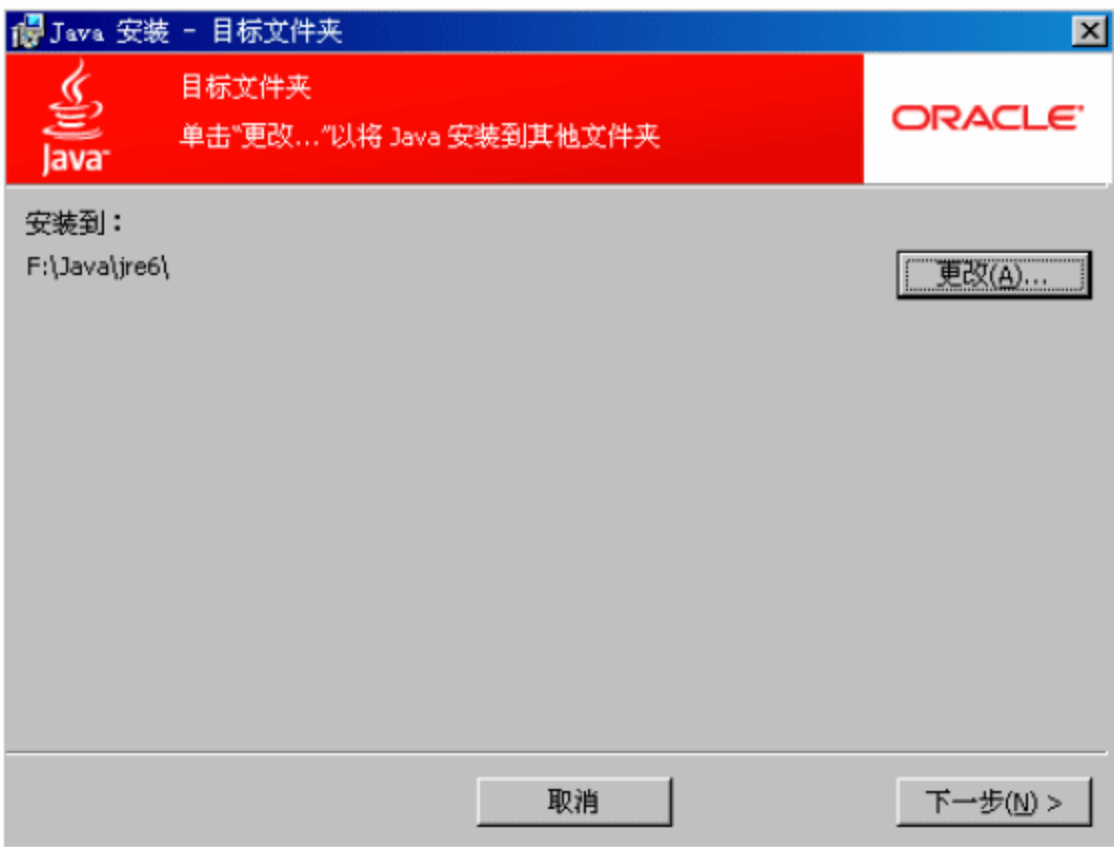 Java 安装 - 目标文件夹
目标文件夹
单击"更改..."以将 Java 安装到其他文件夹
Java
ORACLE
安装到：
F:\Java\jre6\
更改(A)...
取消
下一步(N) >